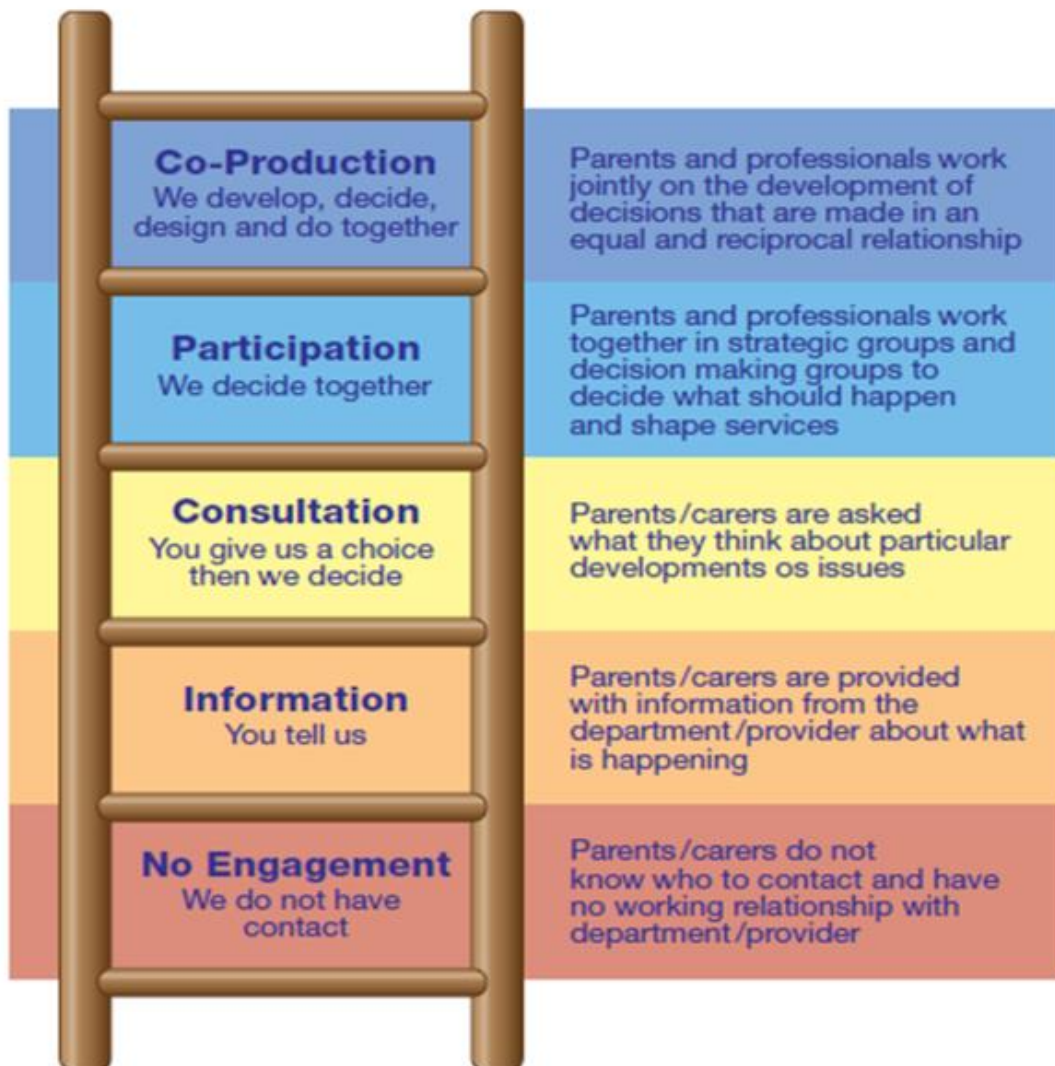 Co-Production
We develop, decide,
design and do together
Parents and professionals work
jointly on the development of
decisions that are made in an
equal and reciprocal relationship
Participation
We decide together
Parents and professionals work
together in strategic groups and
decision making groups to
decide what should happen
and shape services
Consultation
You give us a choice
then we decide
Parents/carers are asked
what they think about particular
developments os issues
Information
You tell us
Parents/carers are provided
with information from the
department/provider about what
is happening
No Engagement
We do not have
contact
Parents/carers do not
know who to contact and have
no working relationship with
department/provider